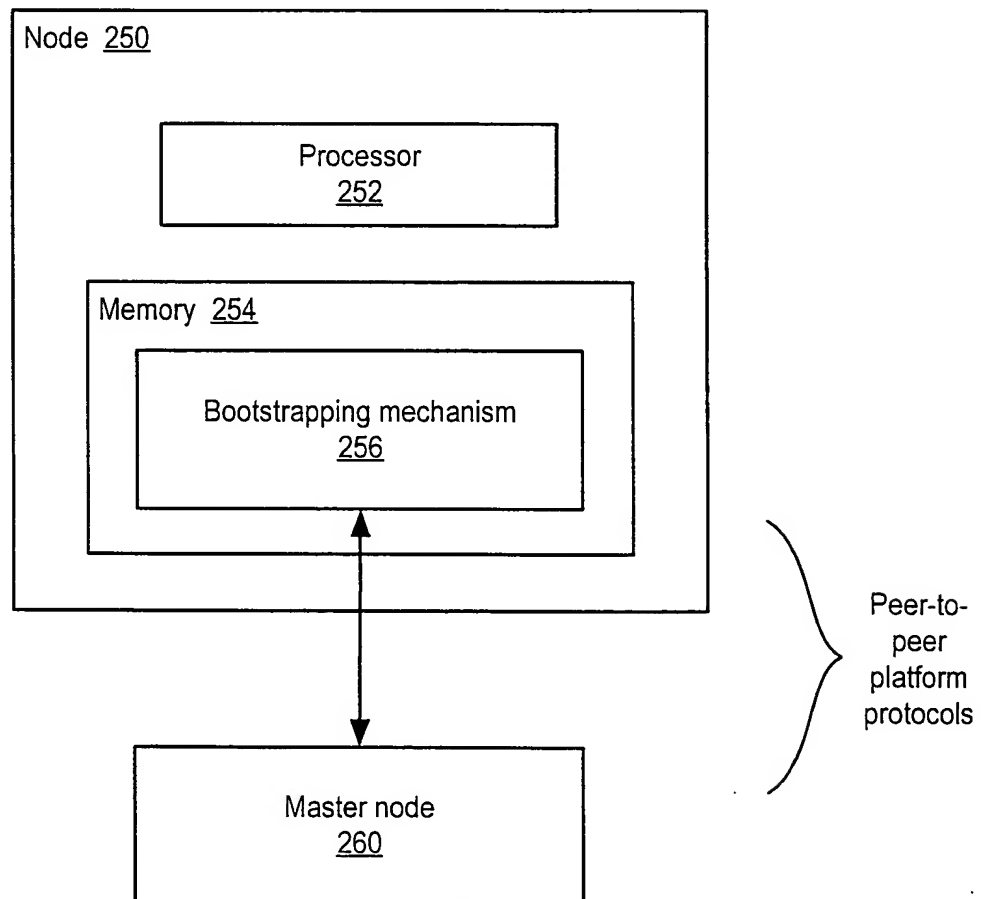 Node 250
Processor
252
Memory 254
Bootstrapping mechanism
256
Peer-to-
peer
platform
protocols
Master node
260